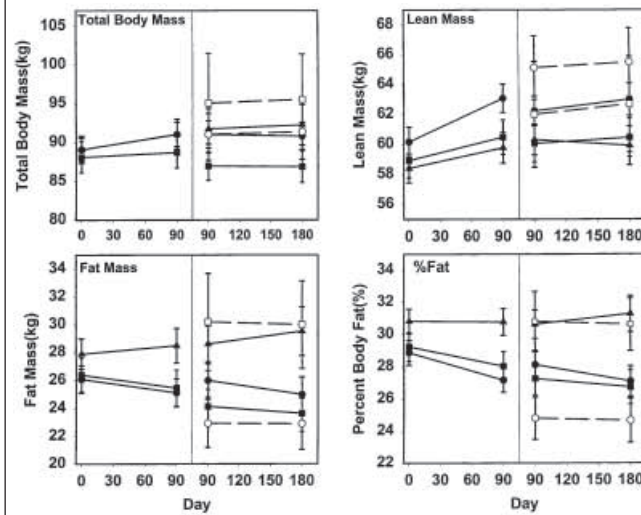 Total Body Mass
Total Body Mass(kg)
105
100
95
90
85
80
0 30 60 90 90 120 150 180
Lean Mass
Lean Mass(kg)
68
66
64
62
60
58
56
0 30 60 90 90 120 150 180
Fat Mass
Fat Mass(kg)
34
32
30
28
26
24
22
20
0 30 60 90 90 120 150 180
Day
%Fat
Percent Body Fat(%)
34
32
30
28
26
24
22
0 30 60 90 90 120 150 180
Day